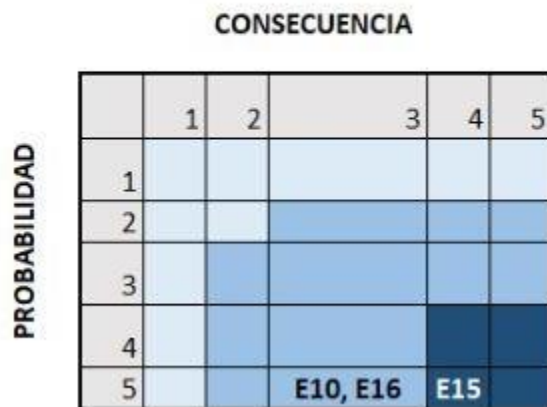 CONSECUENCIA
1 2 3 4 5
PROBABILIDAD
1
2
3
4
5 E10, E16 E15